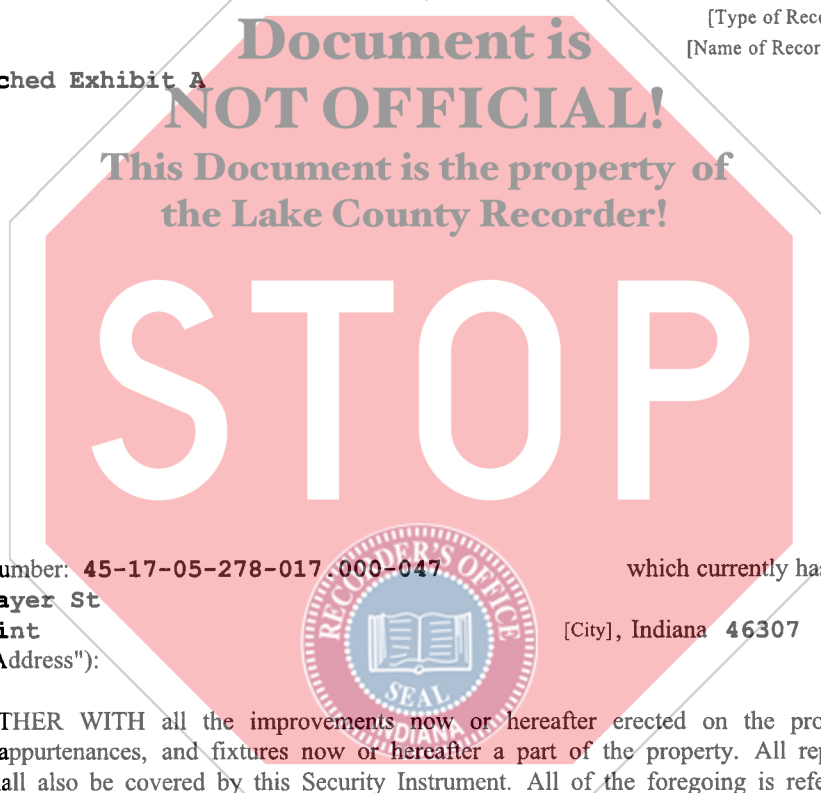 [Type of Reco
Document is
[Name of Recor
ched Exhibit A
NOT OFFICIAL!
This Document is the property of
the Lake County Recorder!
STOP
umber: 45-17-05-278-017.000-047 which currently has
ayer St
int [City], Indiana 46307
Address"):
RECORDER'S OFFICE
SEAL
INDIANA
THER WITH all the improvements now or hereafter erected on the pro
appurtenances, and fixtures now or hereafter a part of the property. All rep
all also be covered by this Security Instrument. All of the foregoing is refe